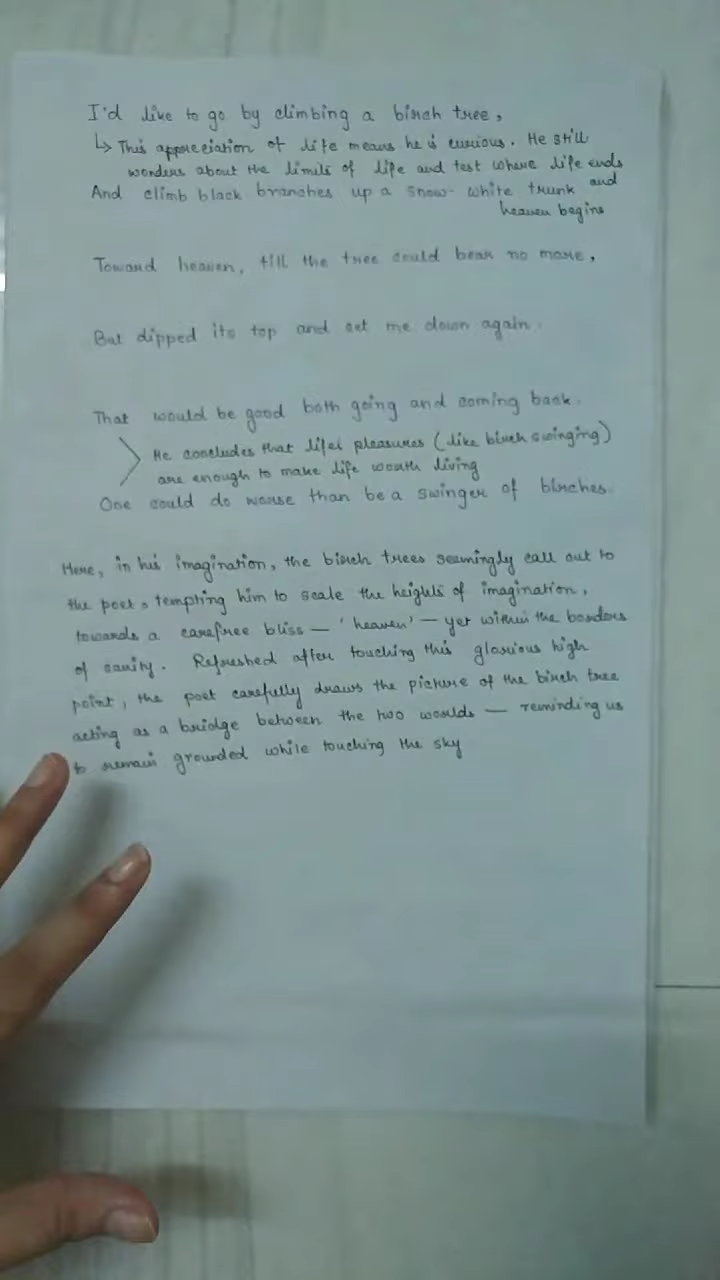 I'd like to go by climbing a birch tree,
↳ This appreciation of life means he is curious. He still
wonders about the limits of life and test where life ends
And climb black branches up a snow-white trunk and
heaven begins
Toward heaven, till the tree could bear no more,
But dipped its top and set me down again.
That would be good both going and coming back.
He concludes that life's pleasures (like birch swinging)
are enough to make life worth living
One could do worse than be a swinger of birches.
Here, in his imagination, the birch trees seemingly call out to
the poet, tempting him to scale the heights of imagination,
towards a carefree bliss — 'heaven' — yet within the borders
of sanity. Refreshed after touching this glorious high
point, the poet carefully draws the picture of the birch tree
acting as a bridge between the two worlds — reminding us
to remain grounded while touching the sky